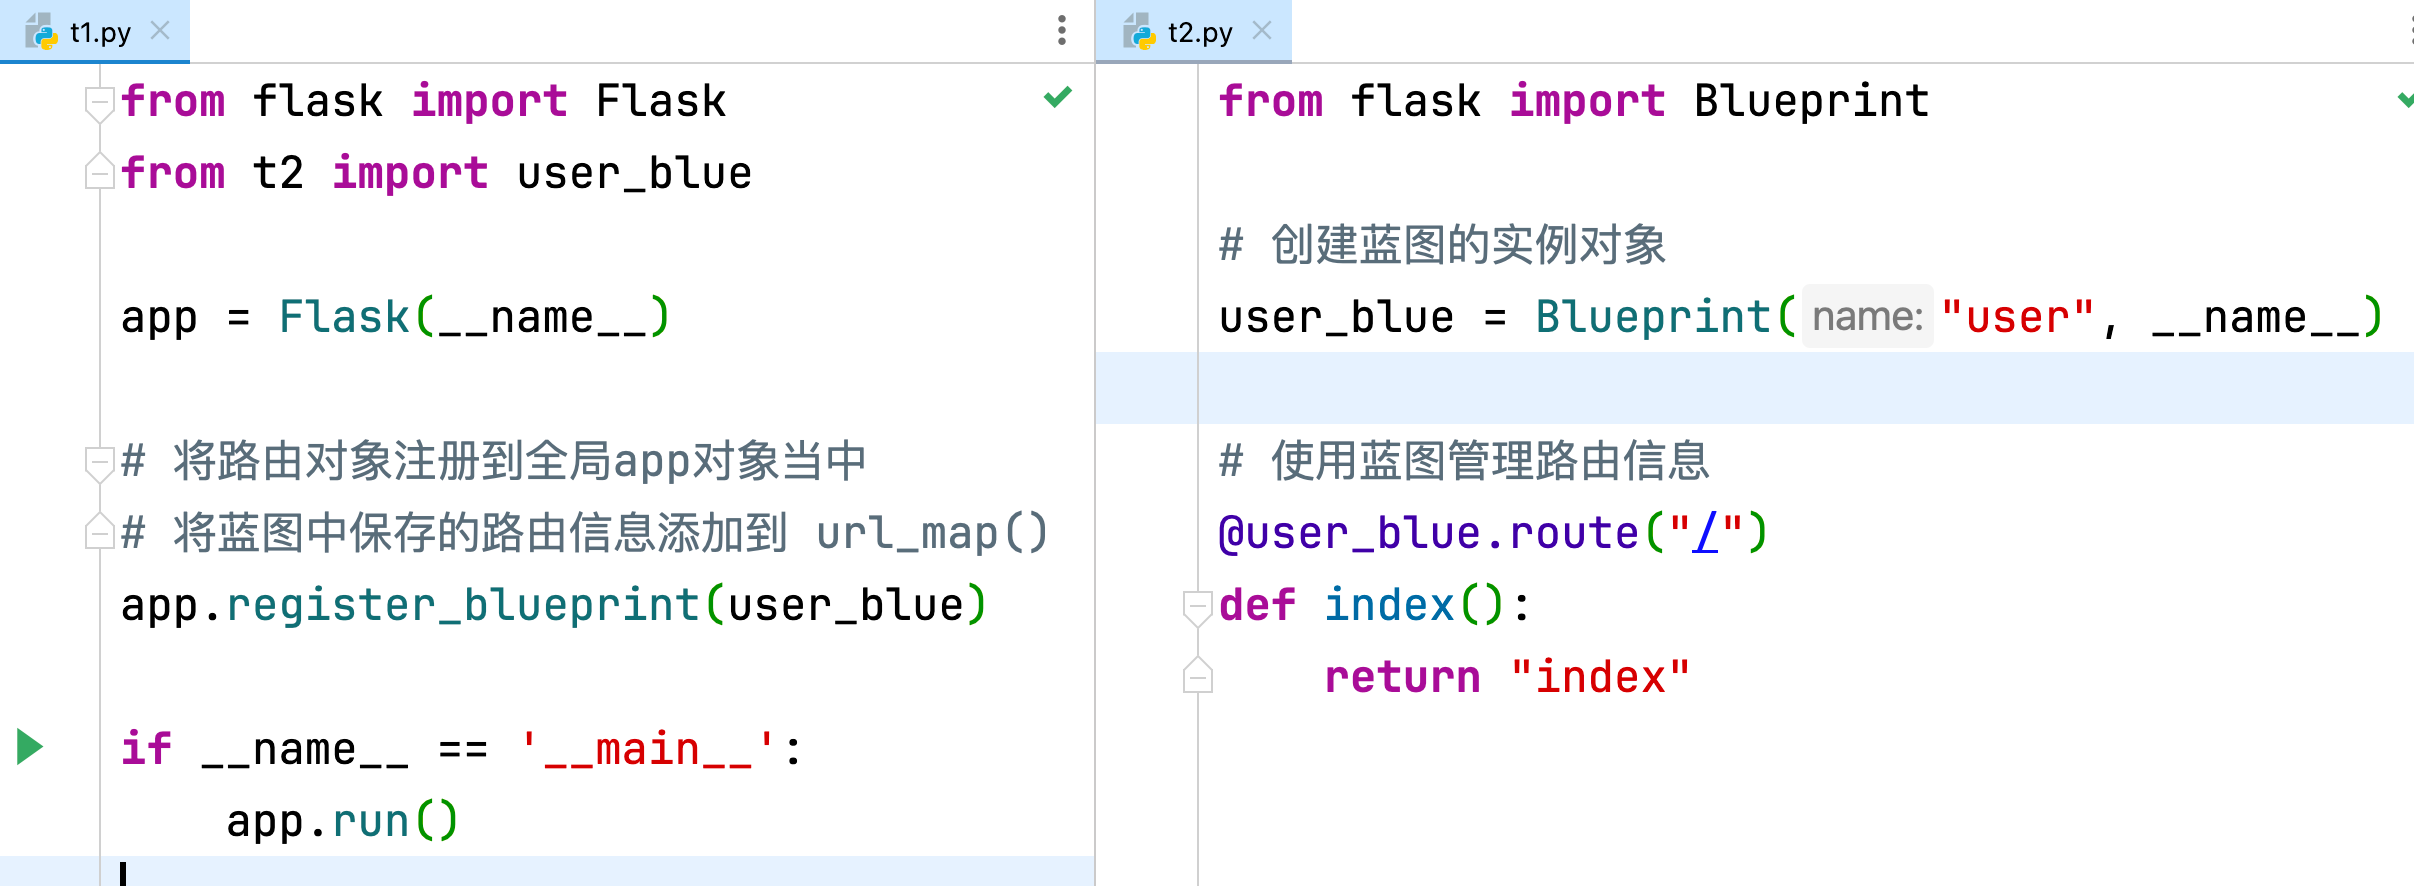 t1.py
from flask import Flask
from t2 import user_blue
app = Flask(__name__)
# 将路由对象注册到全局app对象当中
# 将蓝图中保存的路由信息添加到 url_map()
app.register_blueprint(user_blue)
if __name__ == '__main__':
    app.run()
t2.py
from flask import Blueprint
# 创建蓝图的实例对象
user_blue = Blueprint( name: "user", __name__)
# 使用蓝图管理路由信息
@user_blue.route("/")
def index():
    return "index"